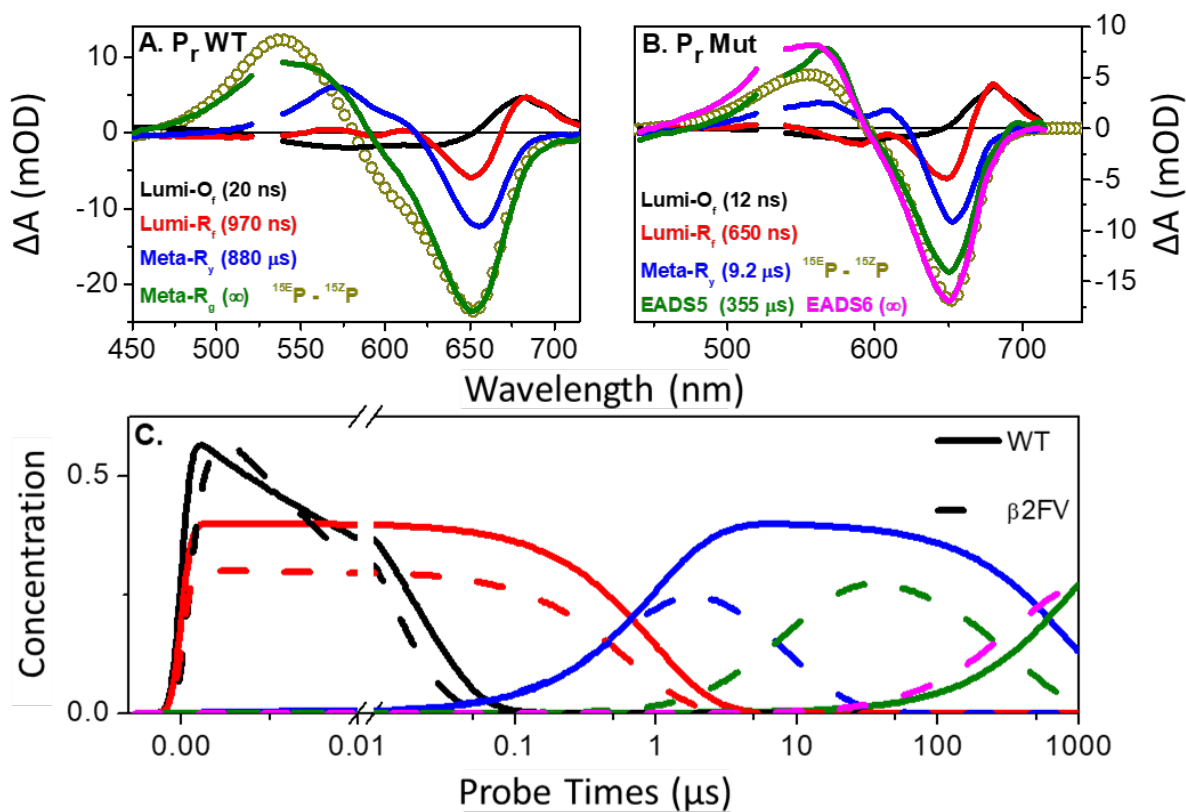 A. Pr WT
B. Pr Mut
10
0
-10
-20
ΔA (mOD)
Lumi-Of (20 ns)
Lumi-Rf (970 ns)
Meta-Ry (880 μs)
Meta-Rg (∞) 15EP - 15ZP
450 500 550 600 650 700
10
5
0
-5
-10
-15
ΔA (mOD)
Lumi-Of (12 ns)
Lumi-Rf (650 ns)
Meta-Ry (9.2 μs) 15EP - 15ZP
EADS5 (355 μs) EADS6 (∞)
500 600 700
Wavelength (nm)
C.
WT
β2FV
Concentration
0.5
0.0
0.00 0.01 0.1 1 10 100 1000
Probe Times (μs)